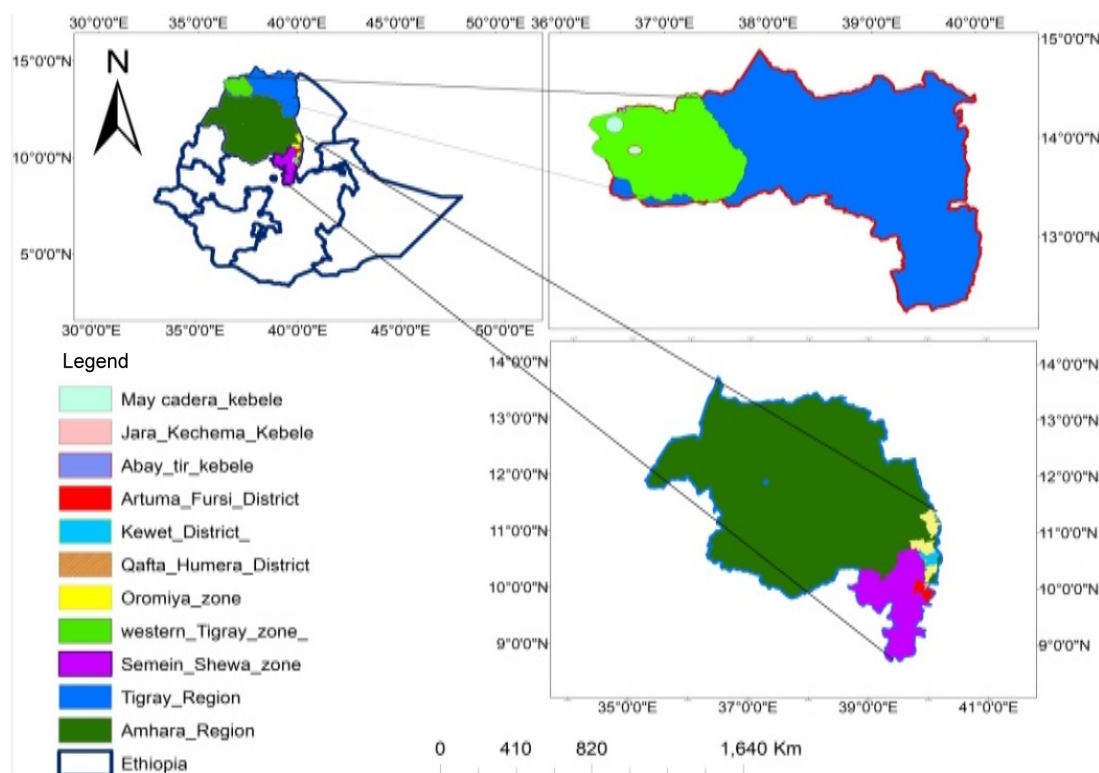 30°0'0"E 35°0'0"E 40°0'0"E 45°0'0"E 50°0'0"E
36°0'0"E 37°0'0"E 38°0'0"E 39°0'0"E 40°0'0"E
N
15°0'0"N
10°0'0"N
5°0'0"N
15°0'0"N
14°0'0"N
13°0'0"N
30°0'0"E 35°0'0"E 40°0'0"E 45°0'0"E 50°0'0"E
Legend
May cadera_kebele
Jara_Kechema_Kebele
Abay_tir_kebele
Artuma_Fursi_District
Kewet_District_
Qafta_Humera_District
Oromiya_zone
western_Tigray_zone_
Semein_Shewa_zone
Tigray_Region
Amhara_Region
Ethiopia
14°0'0"N 14°0'0"N
13°0'0"N 13°0'0"N
12°0'0"N 12°0'0"N
11°0'0"N 11°0'0"N
10°0'0"N 10°0'0"N
9°0'0"N 9°0'0"N
35°0'0"E 37°0'0"E 39°0'0"E 41°0'0"E
0 410 820 1,640 Km